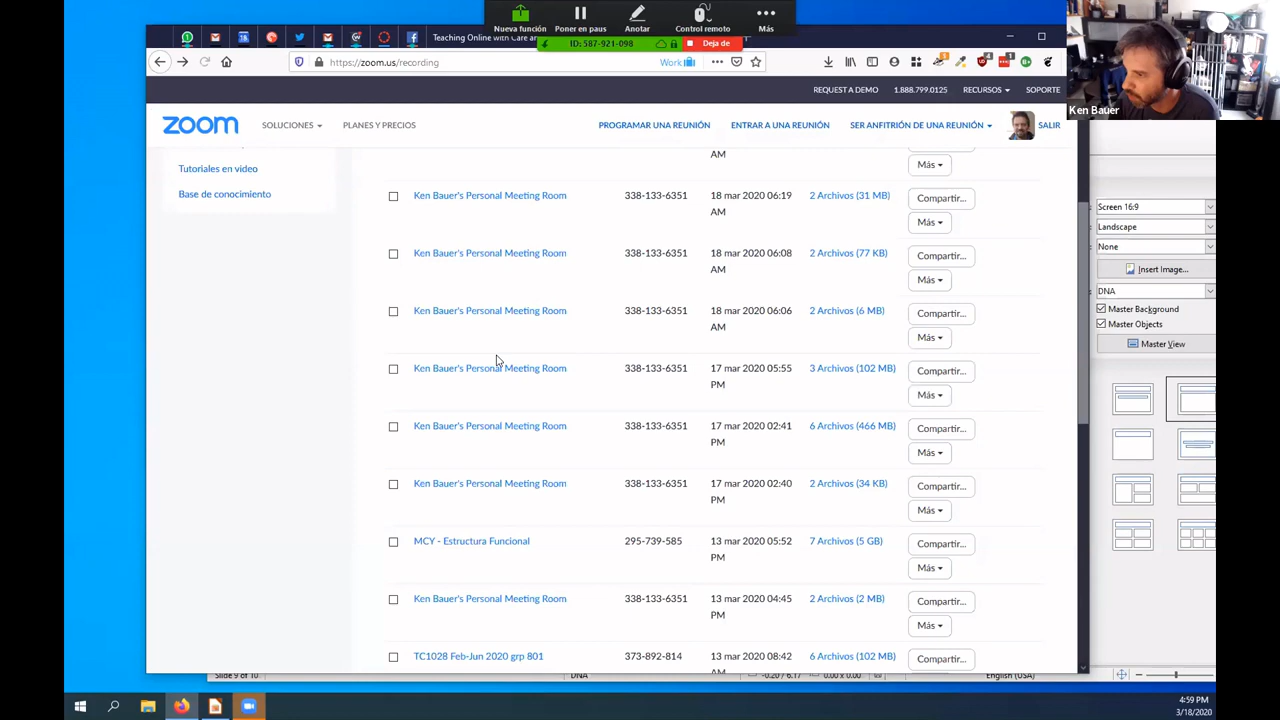 Nueva función
Poner en paus
Anotar
Control remoto
Más
Teaching Online with Care an
ID: 587-921-098
Deja de
https://zoom.us/recording
Work
Ken Bauer
REQUEST A DEMO
1.888.799.0125
RECURSOS
SOPORTE
zoom
SOLUCIONES
PLANES Y PRECIOS
PROGRAMAR UNA REUNIÓN
ENTRAR A UNA REUNIÓN
SER ANFITRIÓN DE UNA REUNIÓN
SALIR
Tutoriales en video
Base de conocimiento
AM
Más
Ken Bauer's Personal Meeting Room
338-133-6351
18 mar 2020 06:19
AM
2 Archivos (31 MB)
Compartir...
Más
Ken Bauer's Personal Meeting Room
338-133-6351
18 mar 2020 06:08
AM
2 Archivos (77 KB)
Compartir...
Más
Ken Bauer's Personal Meeting Room
338-133-6351
18 mar 2020 06:06
AM
2 Archivos (6 MB)
Compartir...
Más
Ken Bauer's Personal Meeting Room
338-133-6351
17 mar 2020 05:55
PM
3 Archivos (102 MB)
Compartir...
Más
Ken Bauer's Personal Meeting Room
338-133-6351
17 mar 2020 02:41
PM
6 Archivos (466 MB)
Compartir...
Más
Ken Bauer's Personal Meeting Room
338-133-6351
17 mar 2020 02:40
PM
2 Archivos (34 KB)
Compartir...
Más
MCY - Estructura Funcional
295-739-585
13 mar 2020 05:52
PM
7 Archivos (5 GB)
Compartir...
Más
Ken Bauer's Personal Meeting Room
338-133-6351
13 mar 2020 04:45
PM
2 Archivos (2 MB)
Compartir...
Más
TC1028 Feb-Jun 2020 grp 801
373-892-814
13 mar 2020 08:42
AM
6 Archivos (102 MB)
Compartir...
Screen 16:9
Landscape
None
Insert Image...
DNA
Master Background
Master Objects
Master View
Slide 9 of 10
DNA
-0.20 / 6.17
0.00 x 0.00
English (USA)
4:59 PM
3/18/2020